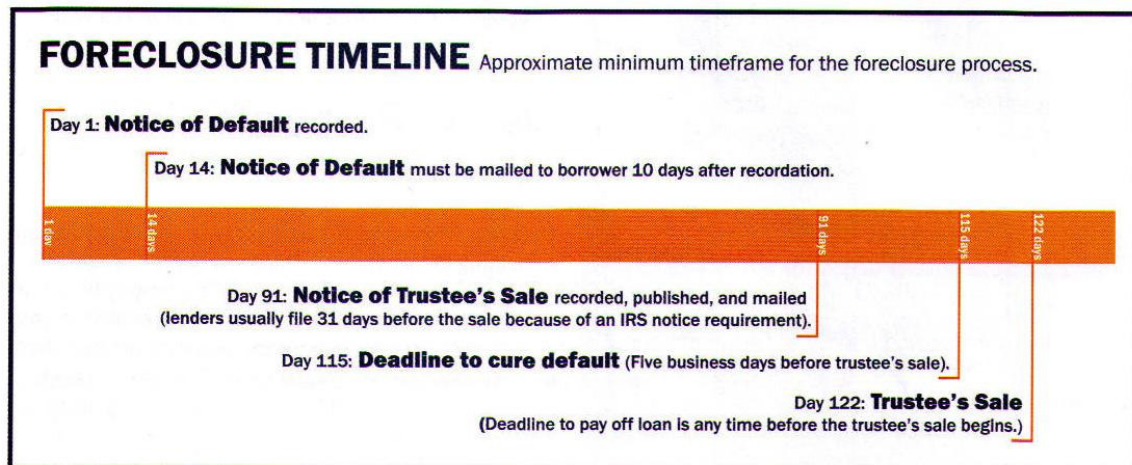 FORECLOSURE TIMELINE Approximate minimum timeframe for the foreclosure process.
Day 1: Notice of Default recorded.
Day 14: Notice of Default must be mailed to borrower 10 days after recordation.
1 day
14 days
91 days
115 days
122 days
Day 91: Notice of Trustee's Sale recorded, published, and mailed
(lenders usually file 31 days before the sale because of an IRS notice requirement).
Day 115: Deadline to cure default (Five business days before trustee's sale).
Day 122: Trustee's Sale
(Deadline to pay off loan is any time before the trustee's sale begins.)